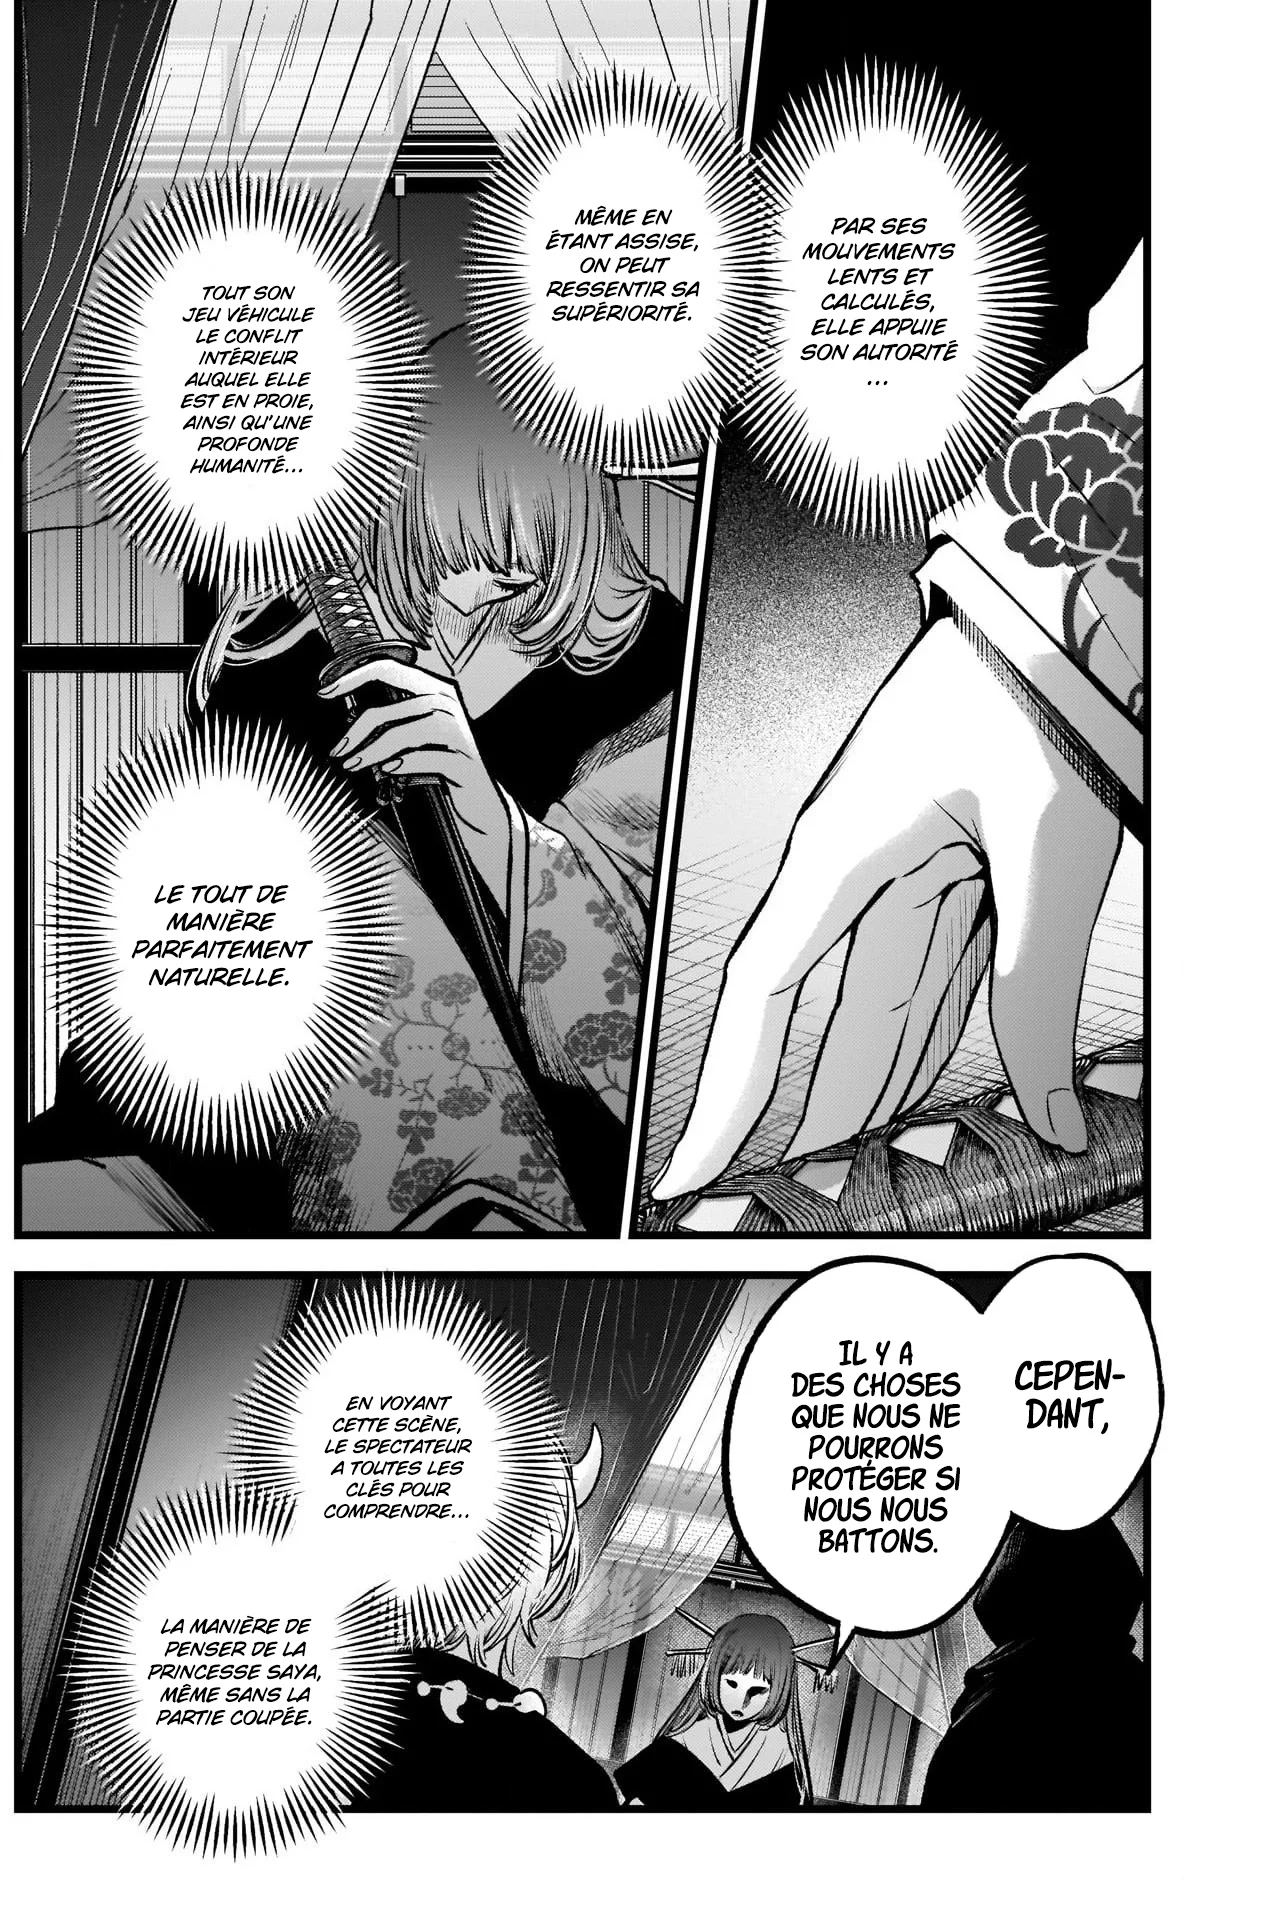 PAR SES
MOUVEMENTS
LENTS ET
CALCULÉS,
ELLE APPUIE
SON AUTORITÉ
...
MÊME EN
ÉTANT ASSISE,
ON PEUT
RESSENTIR SA
SUPÉRIORITÉ.
TOUT SON
JEU VÉHICULE
LE CONFLIT
INTÉRIEUR
AUQUEL ELLE
EST EN PROIE,
AINSI QU'UNE
PROFONDE
HUMANITÉ...
LE TOUT DE
MANIÈRE
PARFAITEMENT
NATURELLE.
CEPEN-
DANT,
IL Y A
DES CHOSES
QUE NOUS NE
POURRONS
PROTÉGER SI
NOUS NOUS
BATTONS.
EN VOYANT
CETTE SCÈNE,
LE SPECTATEUR
A TOUTES LES
CLÉS POUR
COMPRENDRE...
LA MANIÈRE DE
PENSER DE LA
PRINCESSE SAYA,
MÊME SANS LA
PARTIE COUPÉE.